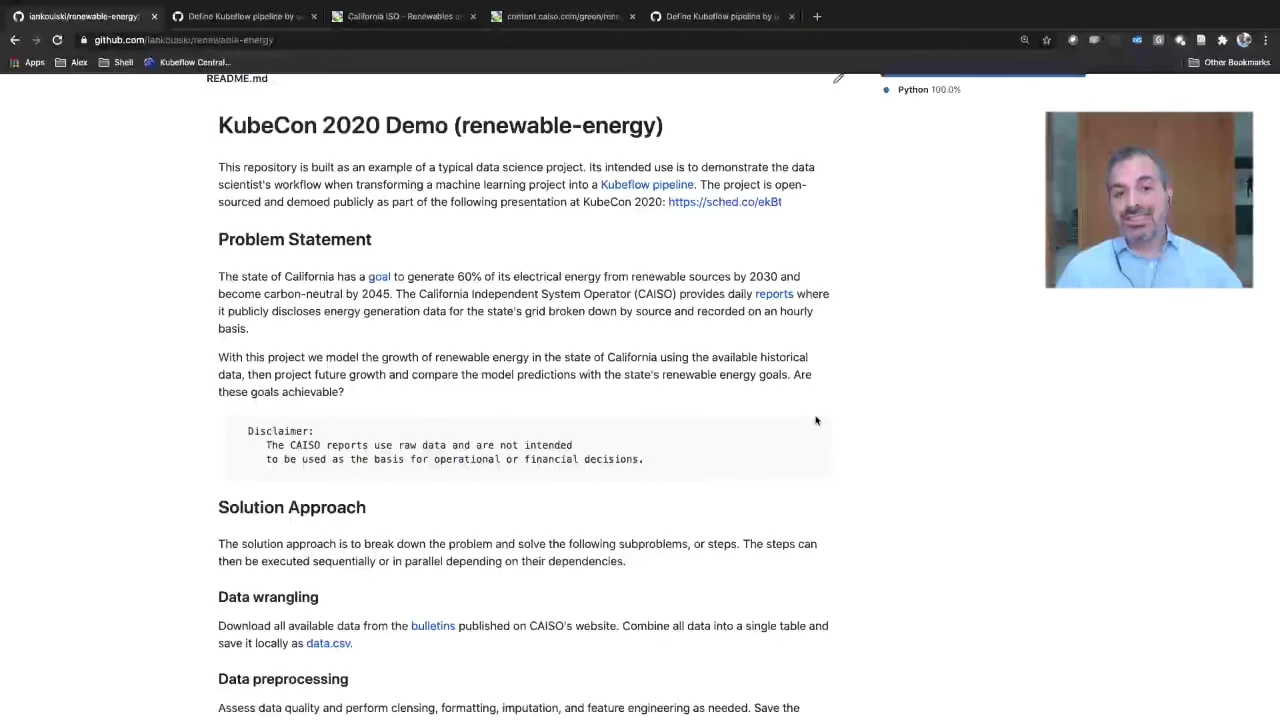 iankouiski/renewable-energy:
Define Kubeflow pipeline by u
California ISO - Renewables a
content.caiso.com/green/rene
Define Kubeflow pipeline by u
github.com/iankouiski/renewable-energy
Apps
Alex
Shell
Kubeflow Central...
Other Bookmarks
README.md
Python 100.0%
KubeCon 2020 Demo (renewable-energy)
This repository is built as an example of a typical data science project. Its intended use is to demonstrate the data
scientist's workflow when transforming a machine learning project into a Kubeflow pipeline. The project is open-
sourced and demoed publicly as part of the following presentation at KubeCon 2020: https://sched.co/ekBt
Problem Statement
The state of California has a goal to generate 60% of its electrical energy from renewable sources by 2030 and
become carbon-neutral by 2045. The California Independent System Operator (CAISO) provides daily reports where
it publicly discloses energy generation data for the state's grid broken down by source and recorded on an hourly
basis.
With this project we model the growth of renewable energy in the state of California using the available historical
data, then project future growth and compare the model predictions with the state's renewable energy goals. Are
these goals achievable?
Disclaimer:
The CAISO reports use raw data and are not intended
to be used as the basis for operational or financial decisions.
Solution Approach
The solution approach is to break down the problem and solve the following subproblems, or steps. The steps can
then be executed sequentially or in parallel depending on their dependencies.
Data wrangling
Download all available data from the bulletins published on CAISO's website. Combine all data into a single table and
save it locally as data.csv.
Data preprocessing
Assess data quality and perform clensing, formatting, imputation, and feature engineering as needed. Save the